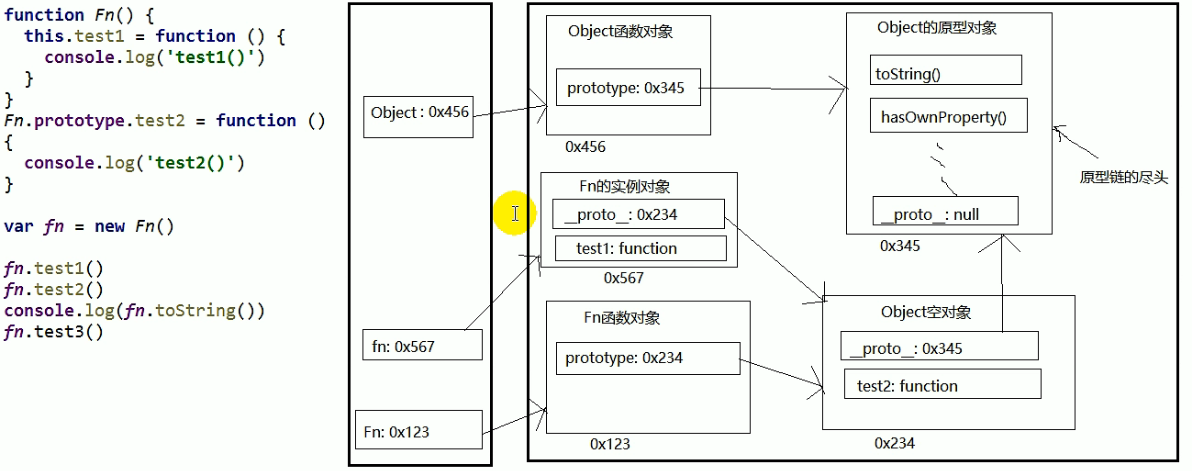 function Fn() {
this.test1 = function () {
console.log('test1()')
}
}
Fn.prototype.test2 = function ()
{
console.log('test2()')
}
var fn = new Fn()
fn.test1()
fn.test2()
console.log(fn.toString())
fn.test3()
Object : 0x456
fn: 0x567
Fn: 0x123
Object函数对象
prototype: 0x345
0x456
Fn的实例对象
__proto__: 0x234
test1: function
0x567
Fn函数对象
prototype: 0x234
0x123
Object的原型对象
toString()
hasOwnProperty()
__proto__: null
0x345
原型链的尽头
Object空对象
__proto__: 0x345
test2: function
0x234